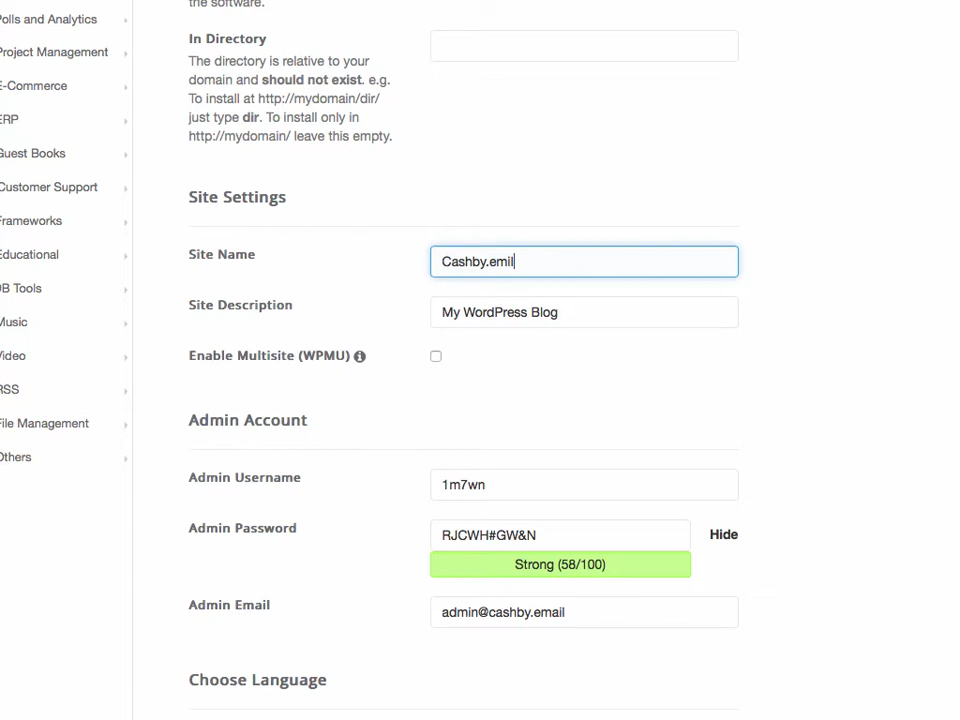 the software.
Polls and Analytics
Project Management
E-Commerce
ERP
Guest Books
Customer Support
Frameworks
Educational
DB Tools
Music
Video
RSS
File Management
Others
In Directory
The directory is relative to your
domain and should not exist. e.g.
To install at http://mydomain/dir/
just type dir. To install only in
http://mydomain/ leave this empty.
Site Settings
Site Name
Cashby.emil
Site Description
My WordPress Blog
Enable Multisite (WPMU)
Admin Account
Admin Username
1m7wn
Admin Password
RJCWH#GW&N
Hide
Strong (58/100)
Admin Email
admin@cashby.email
Choose Language